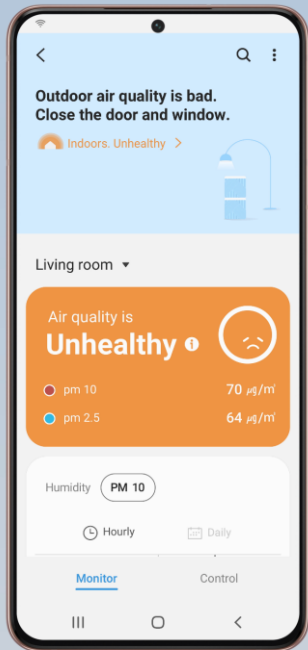 Outdoor air quality is bad.
Close the door and window.
Indoors. Unhealthy
Living room
Air quality is
Unhealthy
pm 10 70 µg/㎥
pm 2.5 64 µg/㎥
Humidity PM 10
Hourly Daily
Monitor Control